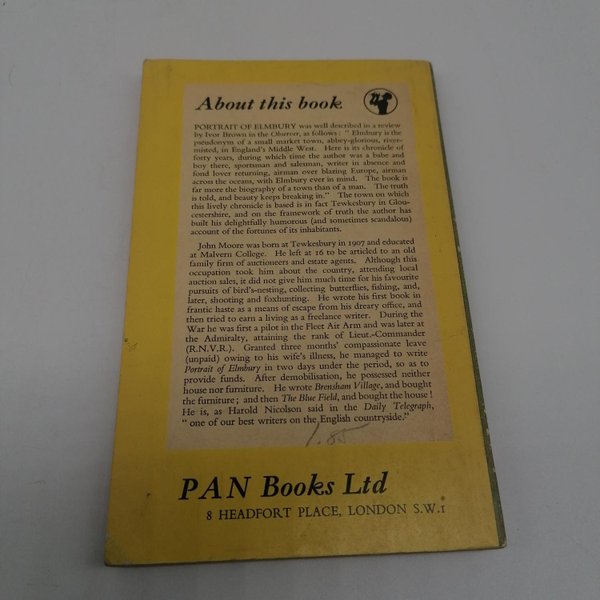 About this book
PORTRAIT OF ELMBURY was well described in a review
by Ivor Brown in the Observer, as follows: " Elmbury is the
pseudonym of a small market town, abbey-glorious, river-
misted, in England's Middle West. Here is its chronicle of
forty years, during which time the author was a babe and
boy there, sportsman and salesman, writer in absence and
fond lover returning, airman over blazing Europe, airman
across the oceans, with Elmbury ever in mind. The book is
far more the biography of a town than of a man. The truth
is told, and beauty keeps breaking in." The town on which
this lively chronicle is based is in fact Tewkesbury in Glou-
cestershire, and on the framework of truth the author has
built his delightfully humorous (and sometimes scandalous)
account of the fortunes of its inhabitants.
John Moore was born at Tewkesbury in 1907 and educated
at Malvern College. He left at 16 to be articled to an old
family firm of auctioneers and estate agents. Although this
occupation took him about the country, attending local
auction sales, it did not give him much time for his favourite
pursuits of bird's-nesting, collecting butterflies, fishing, and,
later, shooting and foxhunting. He wrote his first book in
frantic haste as a means of escape from his dreary office, and
then tried to earn a living as a freelance writer. During the
War he was first a pilot in the Fleet Air Arm and was later at
the Admiralty, attaining the rank of Lieut.-Commander
(R.N.V.R.). Granted three months' compassionate leave
(unpaid) owing to his wife's illness, he managed to write
Portrait of Elmbury in two days under the period, so as to
provide funds. After demobilisation, he possessed neither
house nor furniture. He wrote Brensham Village, and bought
the furniture; and then The Blue Field, and bought the house!
He is, as Harold Nicolson said in the Daily Telegraph,
" one of our best writers on the English countryside."
1.85
PAN Books Ltd
8 HEADFORT PLACE, LONDON S.W.1